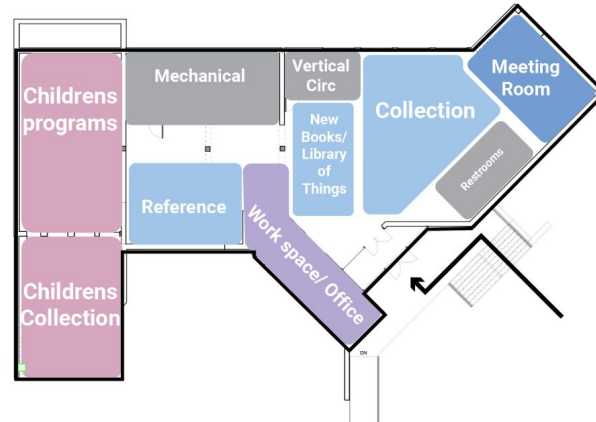 Childrens
programs
Mechanical
Vertical
Circ
New
Books/
Library
of
Things
Collection
Meeting
Room
Restrooms
Reference
Work space/ Office
Childrens
Collection
DN